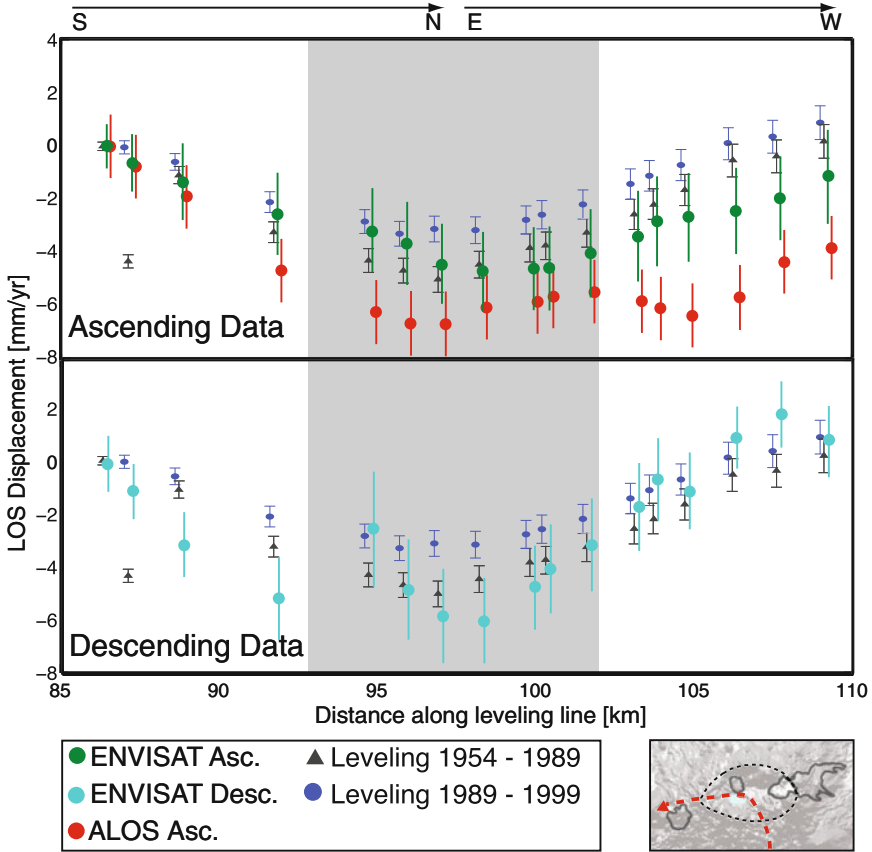 S N E W
4
2
0
−2
−4
−6
−8
Ascending Data
LOS Displacement [mm/yr]
2
0
−2
−4
−6
−8
Descending Data
85 90 95 100 105 110
Distance along leveling line [km]
ENVISAT Asc. Leveling 1954 - 1989
ENVISAT Desc. Leveling 1989 - 1999
ALOS Asc.